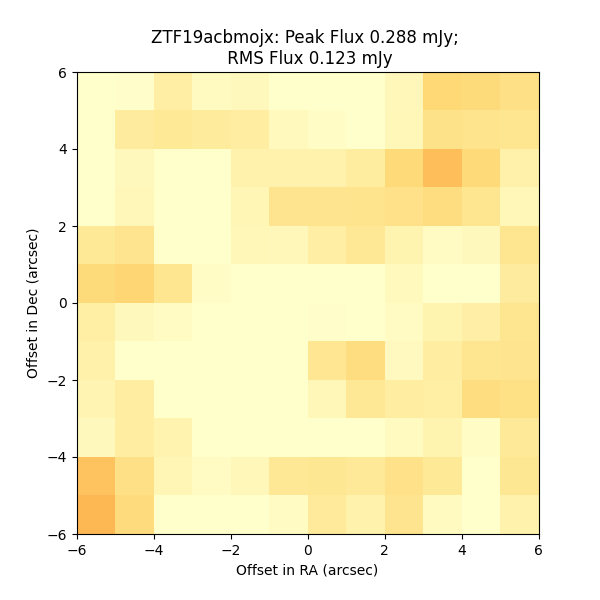 ZTF19acbmojx: Peak Flux 0.288 mJy;
RMS Flux 0.123 mJy
6
4
2
0
−2
−4
−6
Offset in Dec (arcsec)
−6 −4 −2 0 2 4 6
Offset in RA (arcsec)